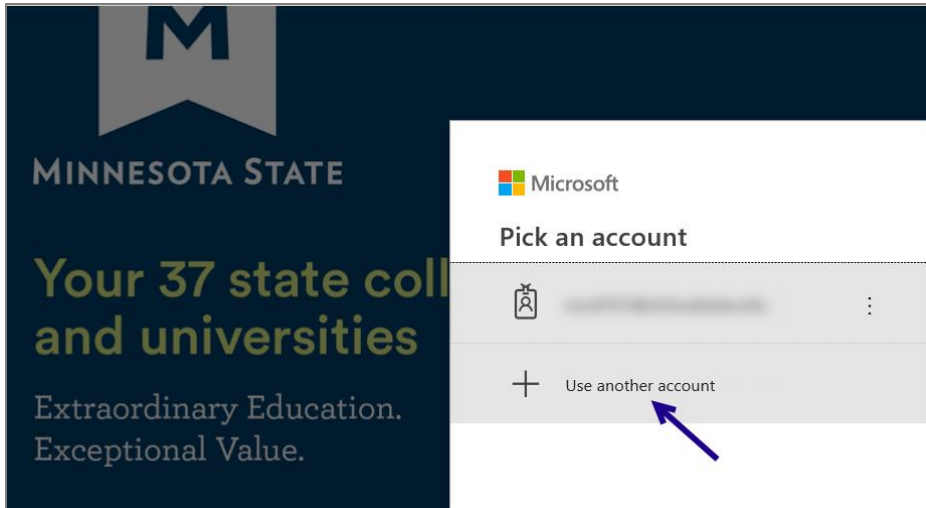 M
MINNESOTA STATE
Your 37 state coll
and universities
Extraordinary Education.
Exceptional Value.
Microsoft
Pick an account
Use another account